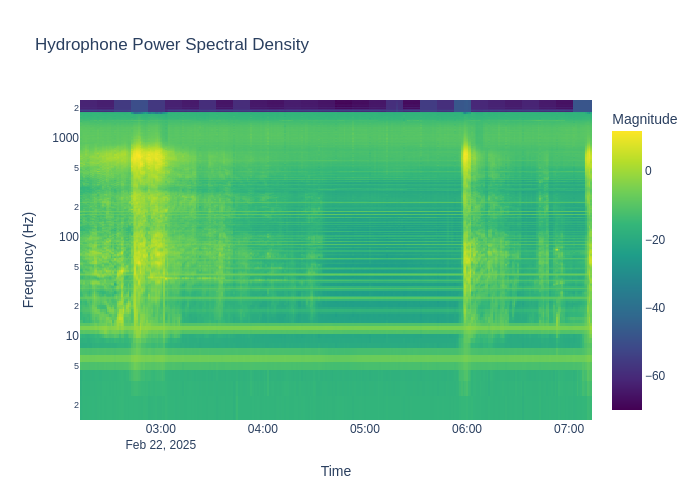 Hydrophone Power Spectral Density
Magnitude
0
−20
−40
−60
Frequency (Hz)
2
1000
5
2
100
5
2
10
5
2
03:00 04:00 05:00 06:00 07:00
Feb 22, 2025
Time